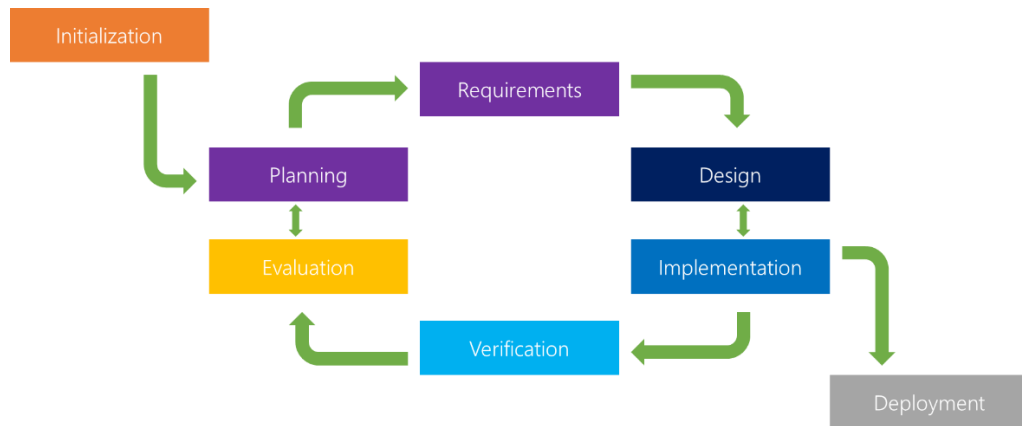 Initialization
Requirements
Planning
Design
Evaluation
Implementation
Verification
Deployment